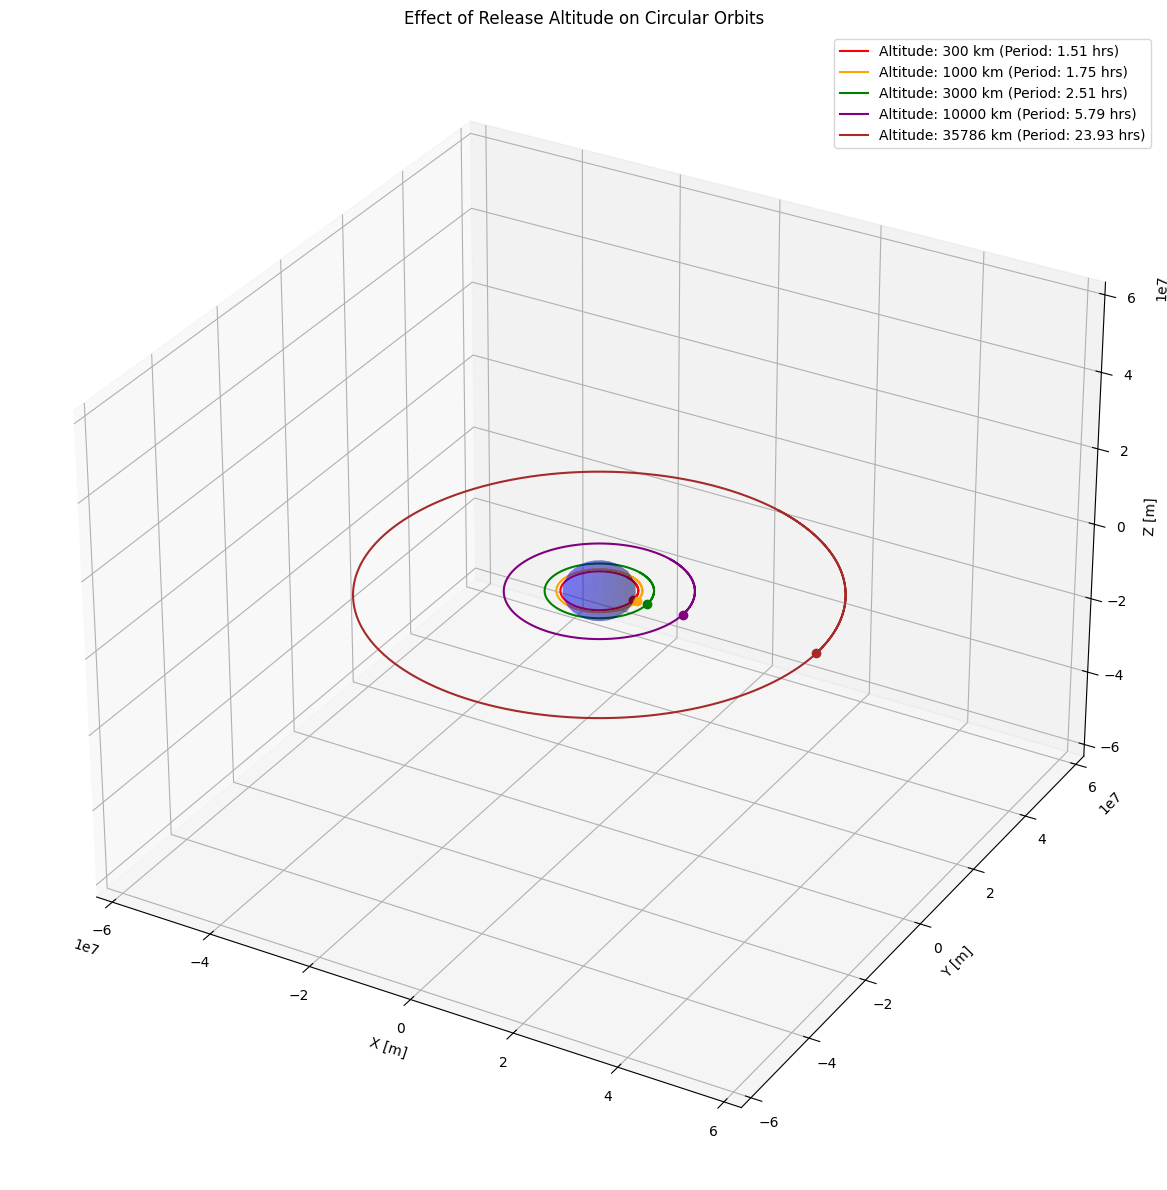 Effect of Release Altitude on Circular Orbits
Altitude: 300 km (Period: 1.51 hrs)
Altitude: 1000 km (Period: 1.75 hrs)
Altitude: 3000 km (Period: 2.51 hrs)
Altitude: 10000 km (Period: 5.79 hrs)
Altitude: 35786 km (Period: 23.93 hrs)
1e7
6
4
2
0
−2
−4
−6
Z [m]
6
4
2
0
−2
−4
−6
1e7
Y [m]
−6
−4
−2
0
2
4
6
1e7
X [m]